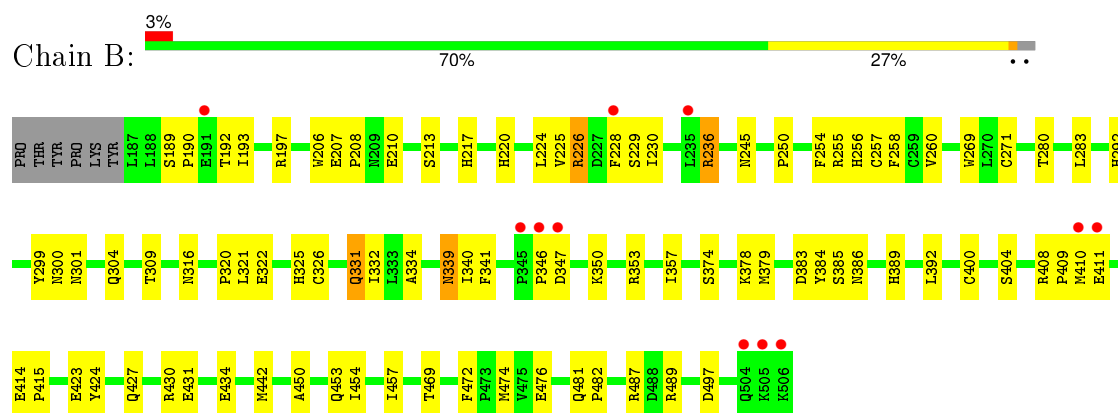 3%
Chain B:
70% 27% • •
PRO THR TYR PRO LYS TYR L187 L188 S189 P190 E191 T192 I193 R197 W206 E207 P208 N209 E210 S213 H217 H220 L224 V225 R226 D227 F228 S229 I230 L235 R236 N245 P250 F254 R255 H256 C257 F258 C259 V260 W269 L270 C271 T280 L283
Y299 N300 N301 Q304 T309 N316 P320 L321 E322 H325 C326 Q331 I332 L333 A334 N339 I340 F341 P345 P346 D347 K350 R353 I357 S374 K378 M379 D383 Y384 S385 N386 H389 L392 C400 S404 R408 P409 M410 E411
E414 P415 E423 Y424 Q427 R430 E431 E434 M442 A450 Q453 I454 I457 T469 F472 P473 M474 V475 E476 Q481 P482 R487 D488 R489 D497 Q504 K505 K506